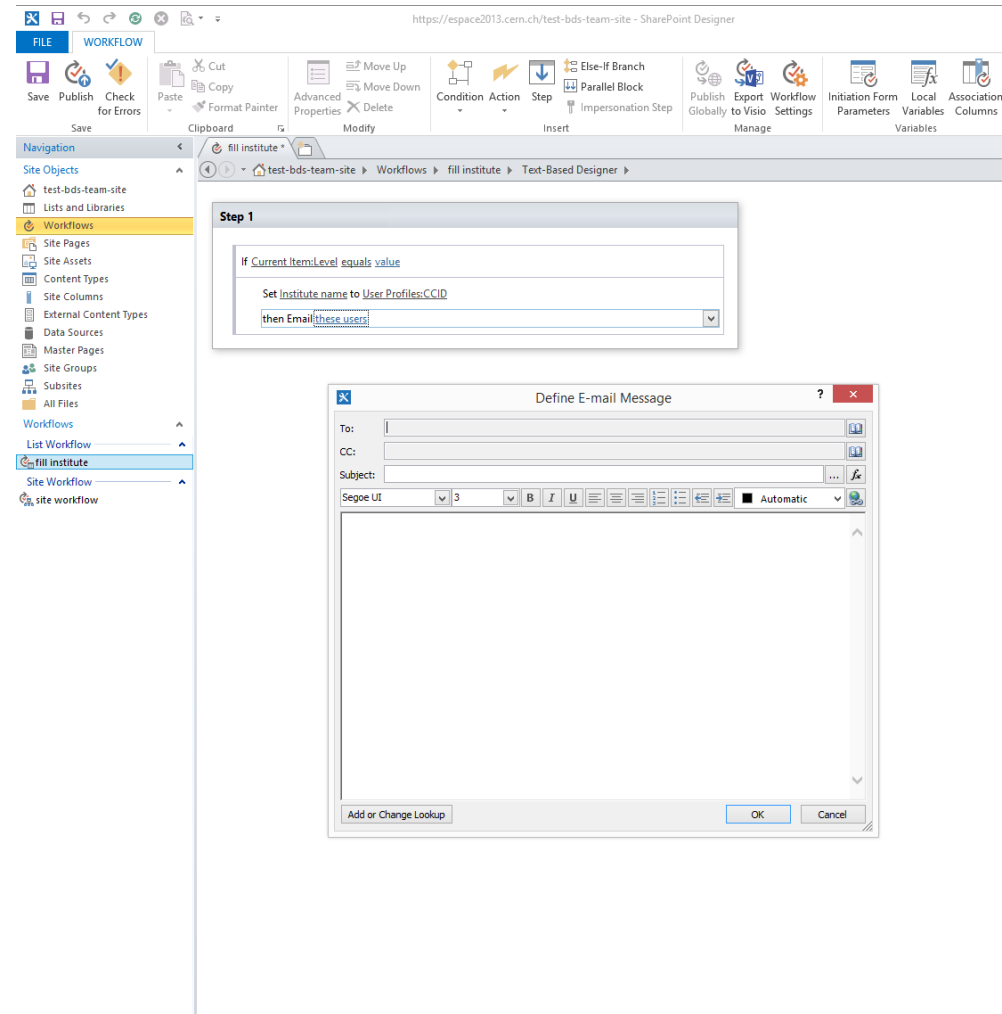 https://espace2013.cern.ch/test-bds-team-site - SharePoint Designer
FILE WORKFLOW
Save Publish Check for Errors
Save
Paste Cut Copy Format Painter
Clipboard
Advanced Properties Move Up Move Down Delete
Modify
Condition Action Step Else-If Branch Parallel Block Impersonation Step
Insert
Publish Globally Export to Visio Workflow Settings
Manage
Initiation Form Parameters Local Variables Association Columns
Variables
Navigation
Site Objects
test-bds-team-site
Lists and Libraries
Workflows
Site Pages
Site Assets
Content Types
Site Columns
External Content Types
Data Sources
Master Pages
Site Groups
Subsites
All Files
Workflows
List Workflow
fill institute
Site Workflow
site workflow
fill institute *
test-bds-team-site Workflows fill institute Text-Based Designer
Step 1
If Current Item:Level equals value
Set Institute name to User Profiles:CCID
then Email these users
Define E-mail Message ? x
To:
CC:
Subject: ... fx
Segoe UI 3 B I U Automatic
Add or Change Lookup OK Cancel